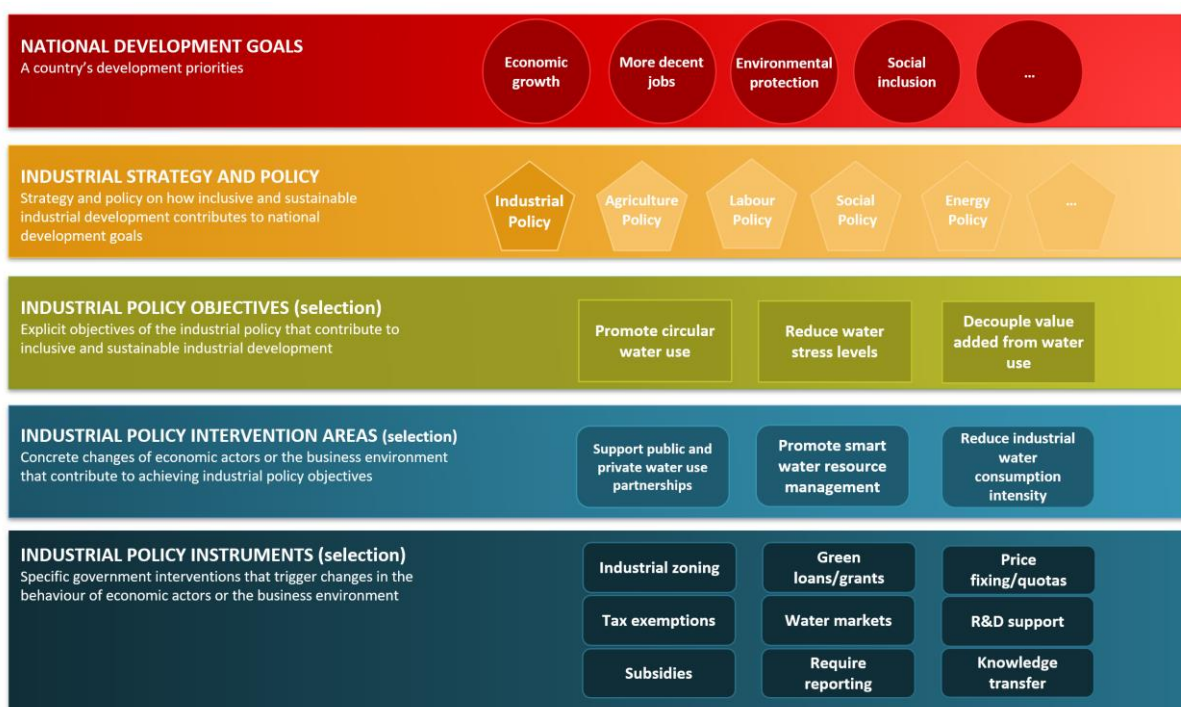 NATIONAL DEVELOPMENT GOALS
A country's development priorities
Economic
growth
More decent
jobs
Environmental
protection
Social
inclusion
...
INDUSTRIAL STRATEGY AND POLICY
Strategy and policy on how inclusive and sustainable
industrial development contributes to national
development goals
Industrial
Policy
Agriculture
Policy
Labour
Policy
Social
Policy
Energy
Policy
...
INDUSTRIAL POLICY OBJECTIVES (selection)
Explicit objectives of the industrial policy that contribute to
inclusive and sustainable industrial development
Promote circular
water use
Reduce water
stress levels
Decouple value
added from water
use
INDUSTRIAL POLICY INTERVENTION AREAS (selection)
Concrete changes of economic actors or the business environment
that contribute to achieving industrial policy objectives
Support public and
private water use
partnerships
Promote smart
water resource
management
Reduce industrial
water
consumption
intensity
INDUSTRIAL POLICY INSTRUMENTS (selection)
Specific government interventions that trigger changes in the
behaviour of economic actors or the business environment
Industrial zoning
Green
loans/grants
Price
fixing/quotas
Tax exemptions
Water markets
R&D support
Subsidies
Require
reporting
Knowledge
transfer